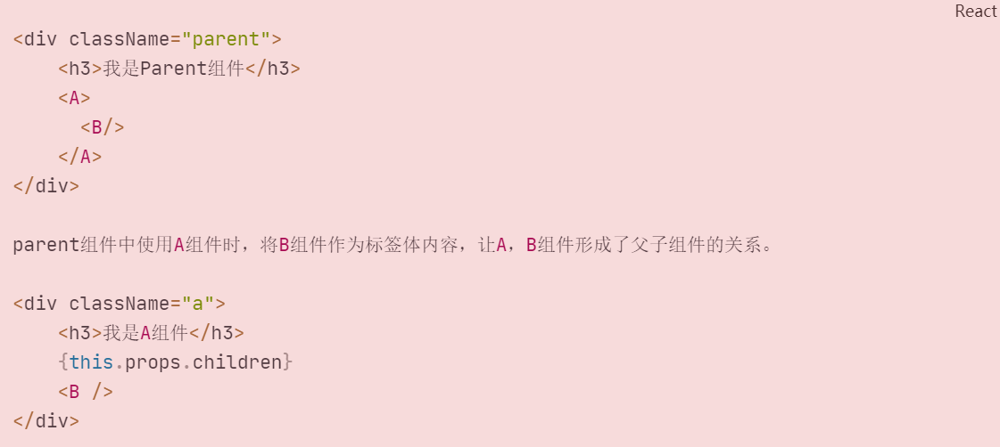 React
<div className="parent">
    <h3>我是Parent组件</h3>
    <A>
      <B/>
    </A>
</div>
parent组件中使用A组件时，将B组件作为标签体内容，让A，B组件形成了父子组件的关系。
<div className="a">
    <h3>我是A组件</h3>
    {this.props.children}
    <B />
</div>